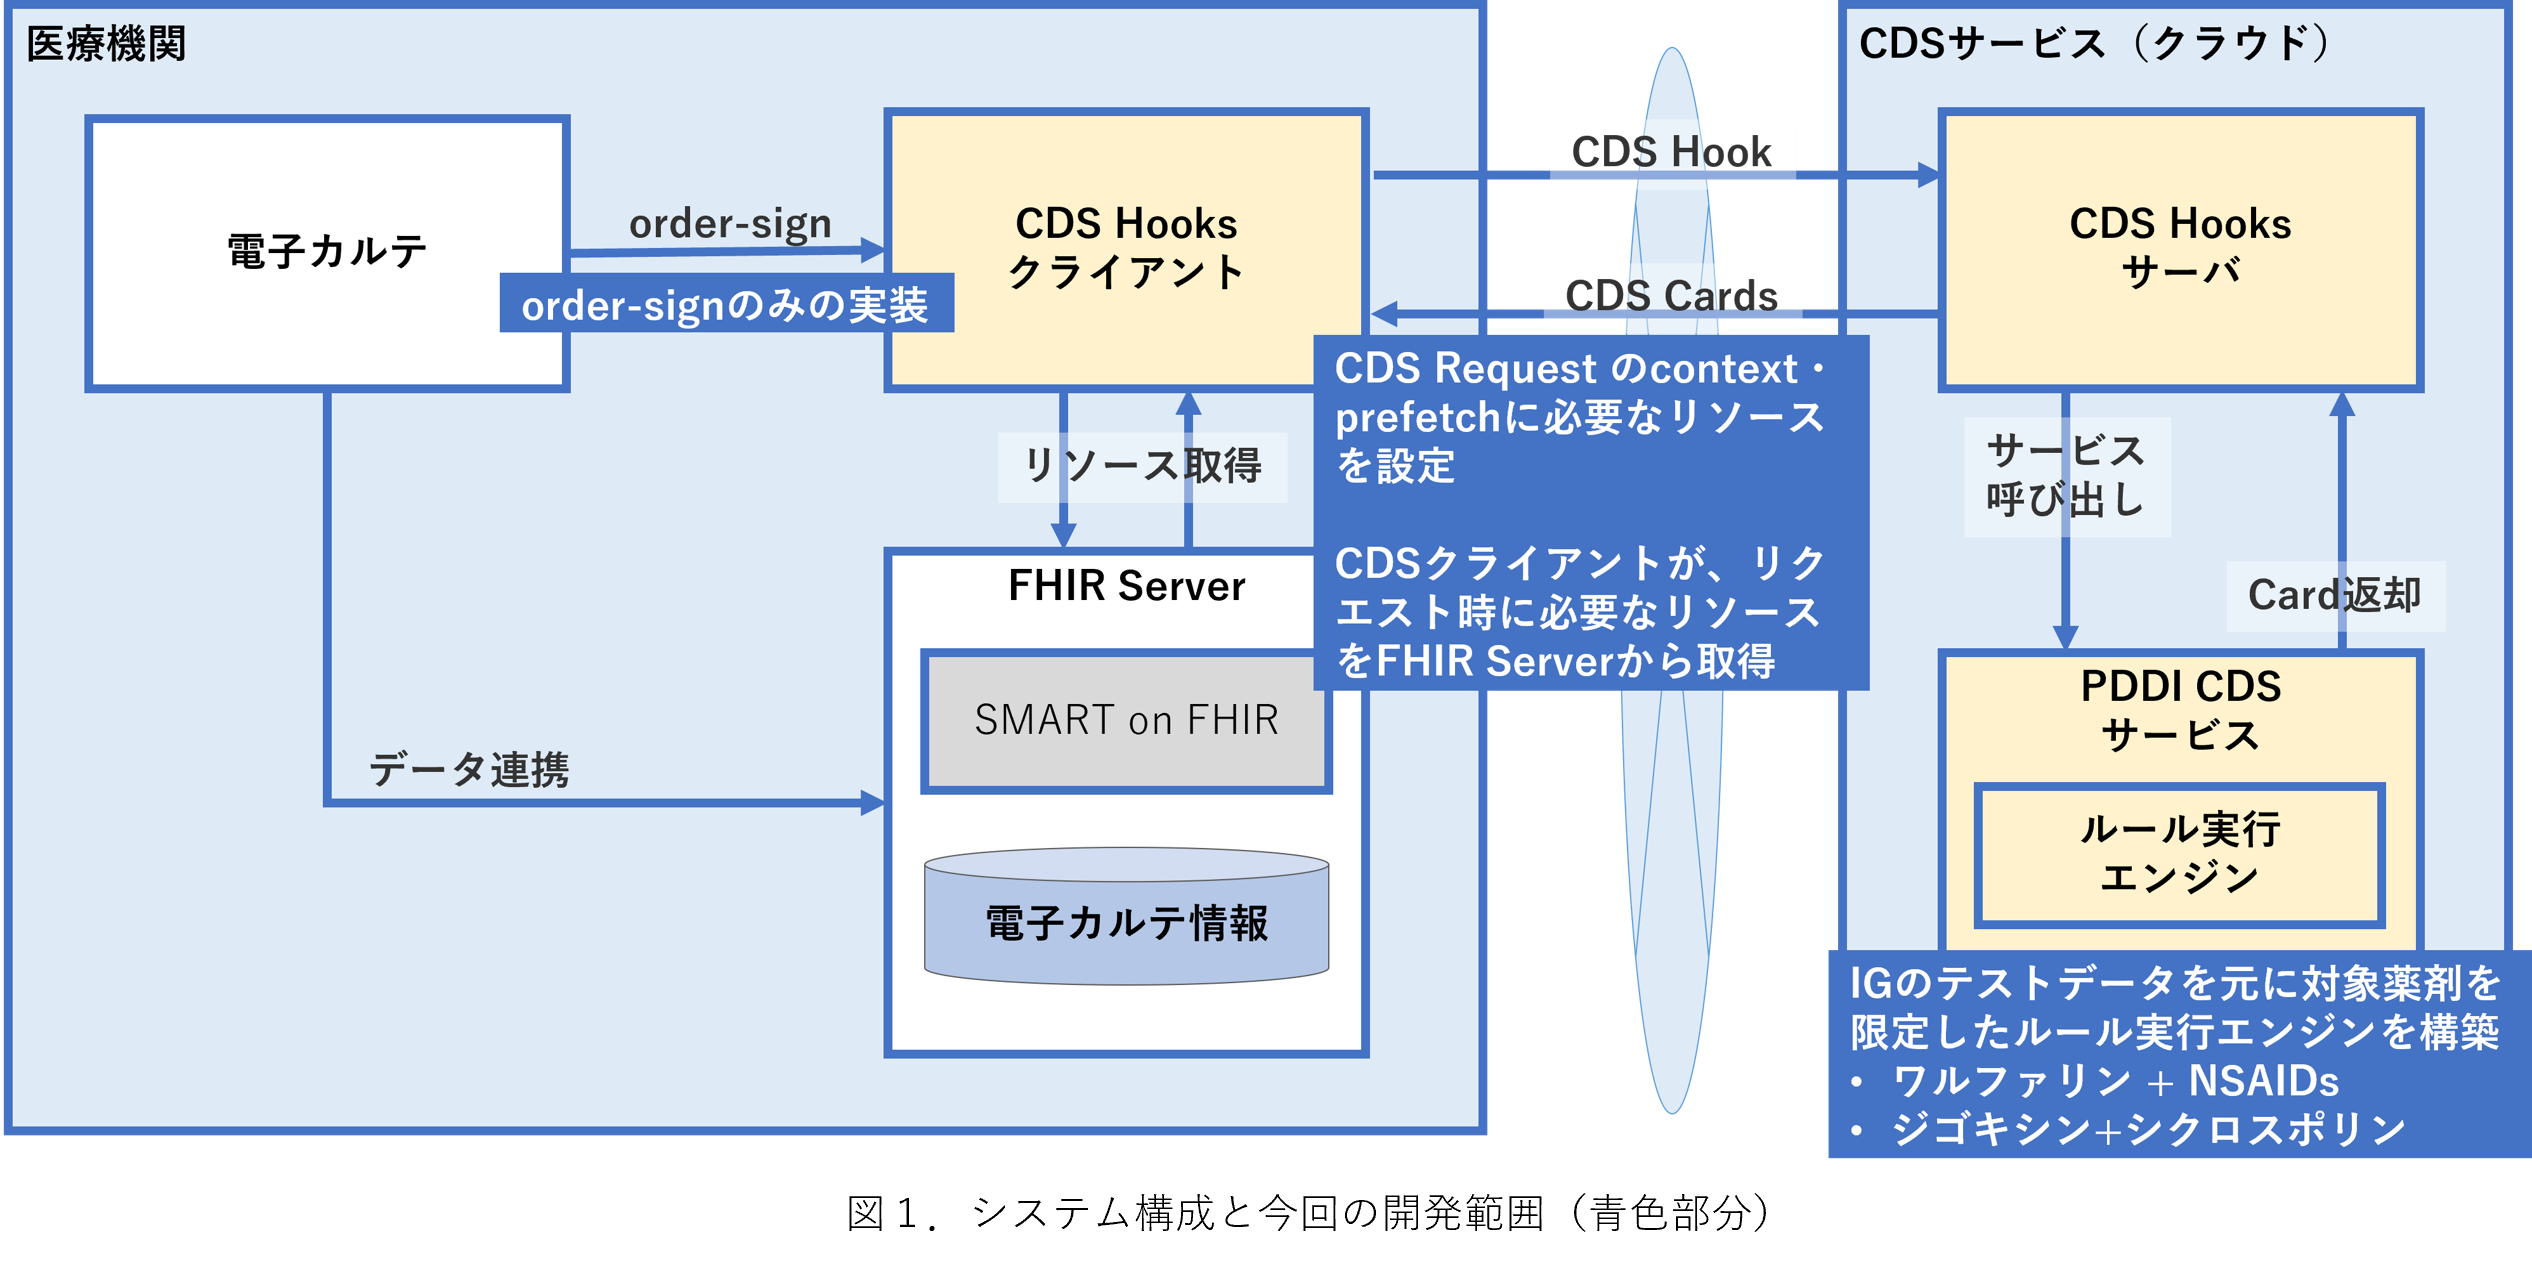 医療機関
電子カルテ
order-sign
order-signのみの実装
CDS Hooks
クライアント
CDS Hook
CDS Cards
CDSサービス（クラウド）
CDS Hooks
サーバ
リソース取得
CDS Request のcontext・
prefetchに必要なリソース
を設定
CDSクライアントが、リク
エスト時に必要なリソース
をFHIR Serverから取得
サービス
呼び出し
Card返却
FHIR Server
SMART on FHIR
データ連携
電子カルテ情報
PDDI CDS
サービス
ルール実行
エンジン
IGのテストデータを元に対象薬剤を
限定したルール実行エンジンを構築
• ワルファリン + NSAIDs
• ジゴキシン+シクロスポリン
図１．システム構成と今回の開発範囲（青色部分）